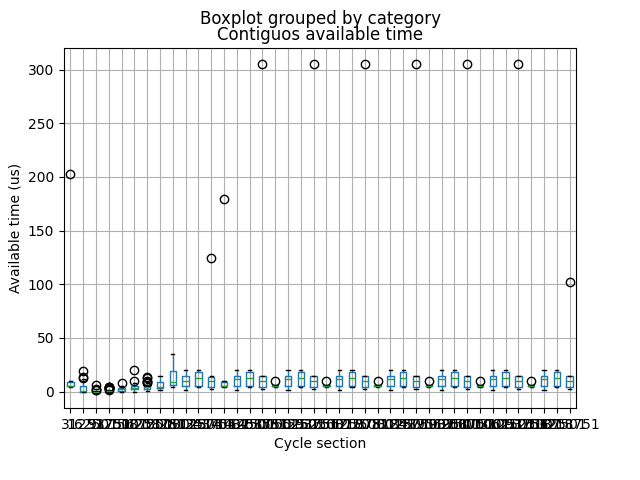 Boxplot grouped by category
Contiguos available time
300
250
200
150
100
50
0
Available time (us)
Cycle section